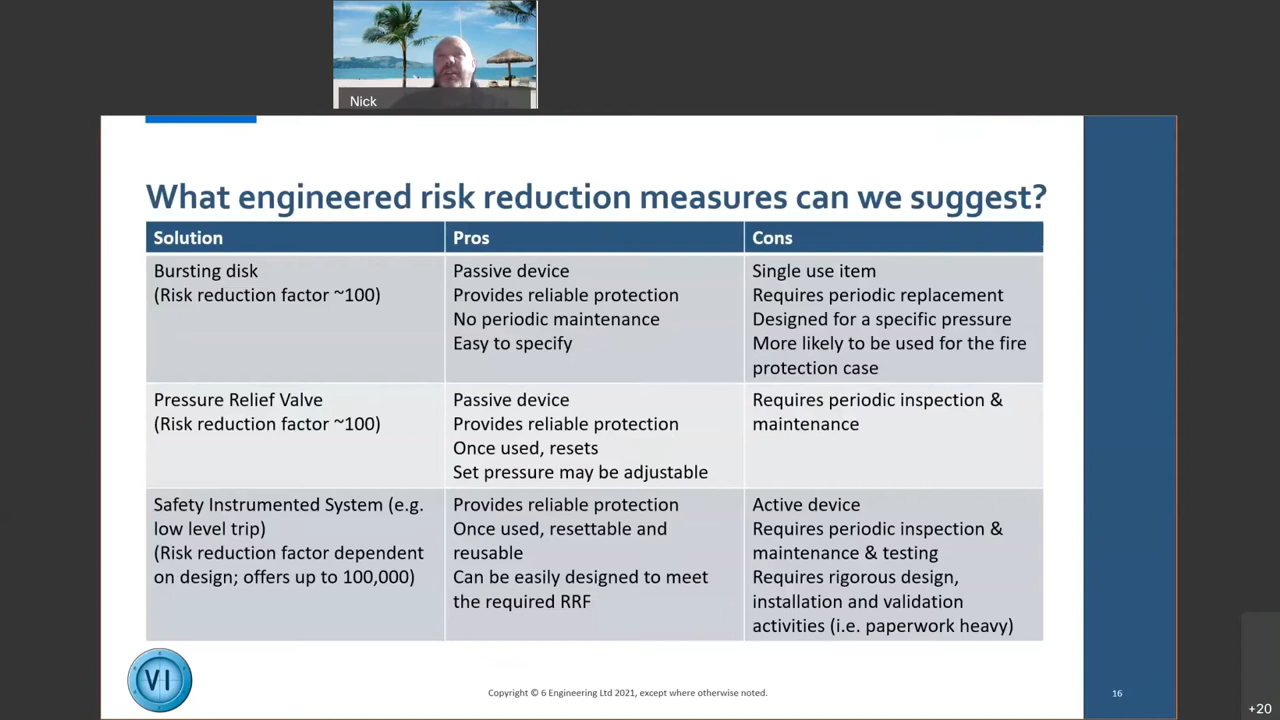 Nick
What engineered risk reduction measures can we suggest?
Solution
Pros
Cons
Bursting disk
(Risk reduction factor ~100)
Passive device
Provides reliable protection
No periodic maintenance
Easy to specify
Single use item
Requires periodic replacement
Designed for a specific pressure
More likely to be used for the fire
protection case
Pressure Relief Valve
(Risk reduction factor ~100)
Passive device
Provides reliable protection
Once used, resets
Set pressure may be adjustable
Requires periodic inspection &
maintenance
Safety Instrumented System (e.g.
low level trip)
(Risk reduction factor dependent
on design; offers up to 100,000)
Provides reliable protection
Once used, resettable and
reusable
Can be easily designed to meet
the required RRF
Active device
Requires periodic inspection &
maintenance & testing
Requires rigorous design,
installation and validation
activities (i.e. paperwork heavy)
VI
Copyright © 6 Engineering Ltd 2021, except where otherwise noted.
16
+20